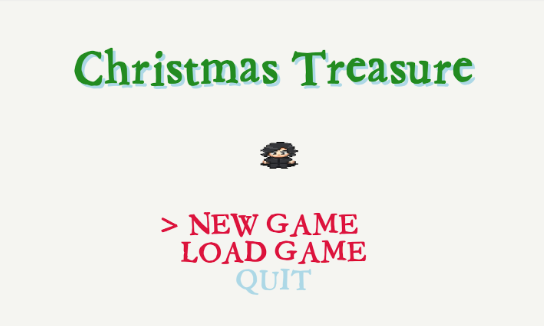 Christmas Treasure
> NEW GAME
LOAD GAME
QUIT